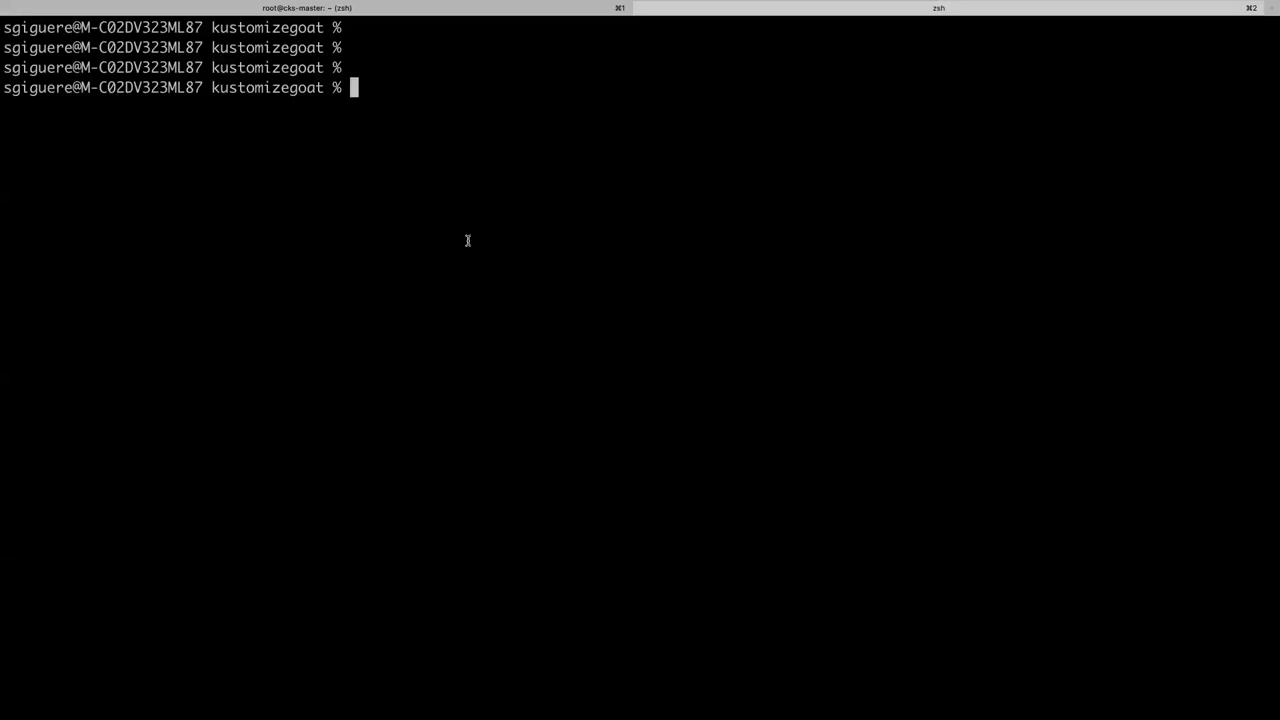 root@cks-master: ~ (zsh) ⌘1 zsh ⌘2
sgiguere@M-C02DV323ML87 kustomizegoat %
sgiguere@M-C02DV323ML87 kustomizegoat %
sgiguere@M-C02DV323ML87 kustomizegoat %
sgiguere@M-C02DV323ML87 kustomizegoat %